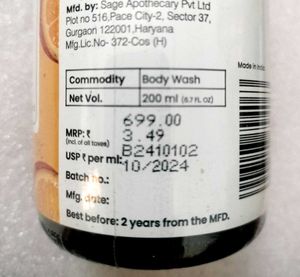 Mfd. by: Sage Apothecary Pvt Ltd
Plot no 516,Pace City-2, Sector 37,
Gurgaon 122001,Haryana
Mfg.Lic.No- 372-Cos (H)
Made in India
Commodity Body Wash
Net Vol. 200 ml (6.7 FL OZ)
699.00
MRP: ₹ 3.49
(incl. of all taxes) B2410102
USP ₹ per ml: 10/2024
Batch no.:
Mfg. date:
Best before: 2 years from the MFD.